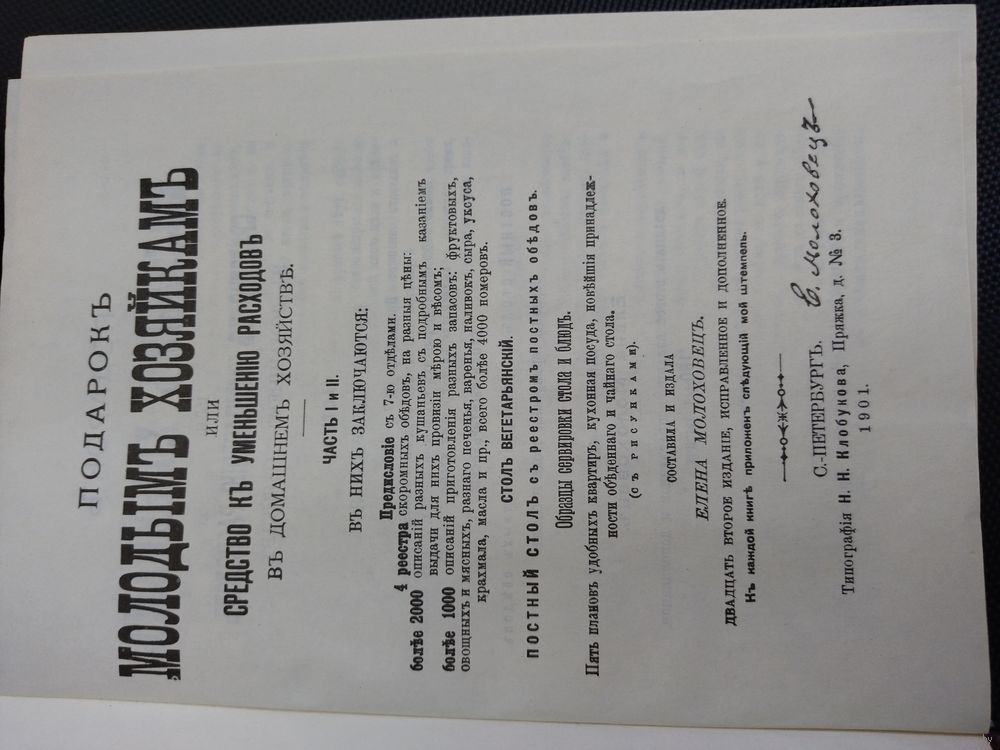 ПОДАРОКЪ
МОЛОДЫМЪ ХОЗЯЙКАМЪ
ИЛИ
СРЕДСТВО КЪ УМЕНЬШЕНІЮ РАСХОДОВЪ
ВЪ ДОМАШНЕМЪ ХОЗЯЙСТВѢ.
ЧАСТЬ I и II.
ВЪ НИХЪ ЗАКЛЮЧАЮТСЯ:
Предисловіе съ 7-ю отдѣлами.
4 реестра скоромныхъ обѣдовъ, на разныя цѣны:
болѣе 2000 описаній разныхъ кушаньевъ съ подробнымъ казаніемъ
выдачи для нихъ провизіи мѣрою и вѣсомъ;
болѣе 1000 описаній приготовленія разныхъ запасовъ: фруктовыхъ,
овощныхъ и мясныхъ, разнаго печенья, варенья, наливокъ, сыра, уксуса,
крахмала, масла и пр., всего болѣе 4000 номеровъ.
СТОЛЪ ВЕГЕТАРЬЯНСКІЙ.
ПОСТНЫЙ СТОЛЪ съ реестромъ постныхъ обѣдовъ.
Образцы сервировки стола и блюдъ.
Пять плановъ удобныхъ квартиръ, кухонная посуда, новѣйшія принадлеж-
ности обѣденнаго и чайнаго стола.
(съ рисунками).
СОСТАВИЛА И ИЗДАЛА
ЕЛЕНА МОЛОХОВЕЦЪ.
ДВАДЦАТЬ ВТОРОЕ ИЗДАНІЕ, ИСПРАВЛЕННОЕ И ДОПОЛНЕННОЕ.
Къ каждой книгѣ приложенъ слѣдующій мой штемпель.
С.-ПЕТЕРБУРГЪ. Е. Молоховецъ
Типографія Н. Н. Клобукова, Пряжка, д. № 3.
1901.